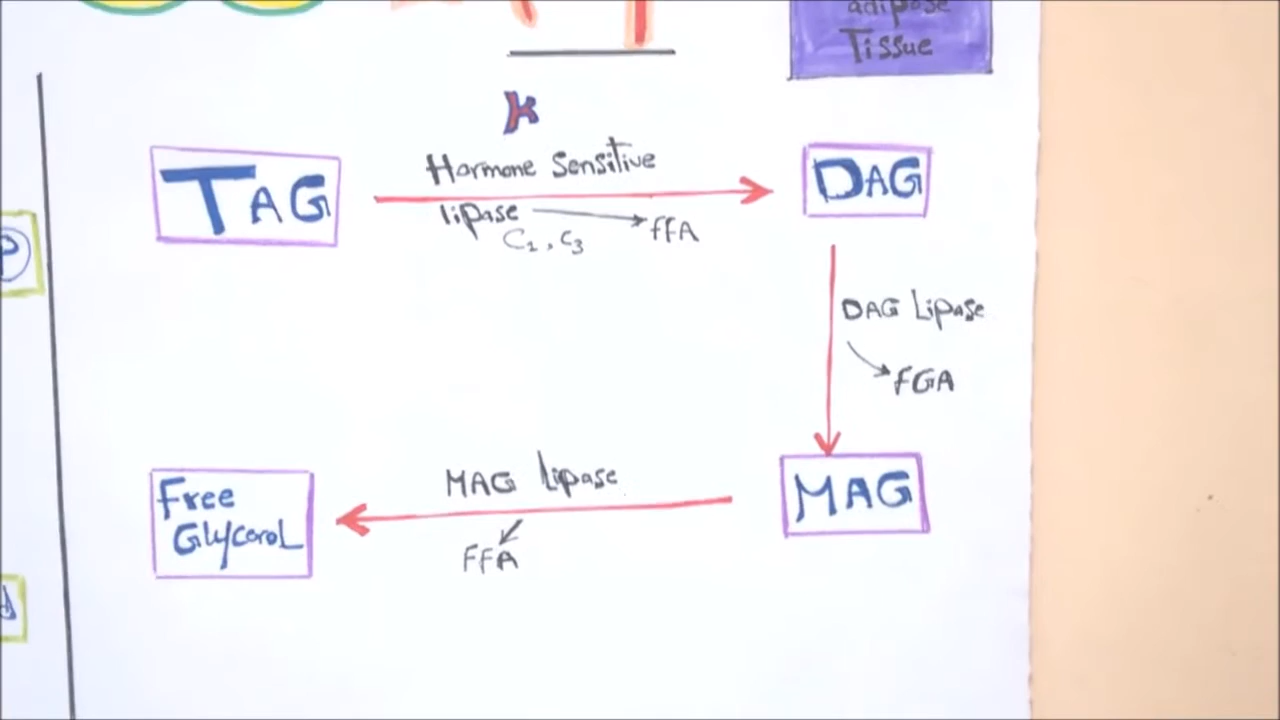 adipose
Tissue
TAG
Hormone Sensitive
lipase
C1, C3
ffA
DAG
DAG Lipase
FGA
MAG
MAG lipase
FFA
Free
Glycerol
P